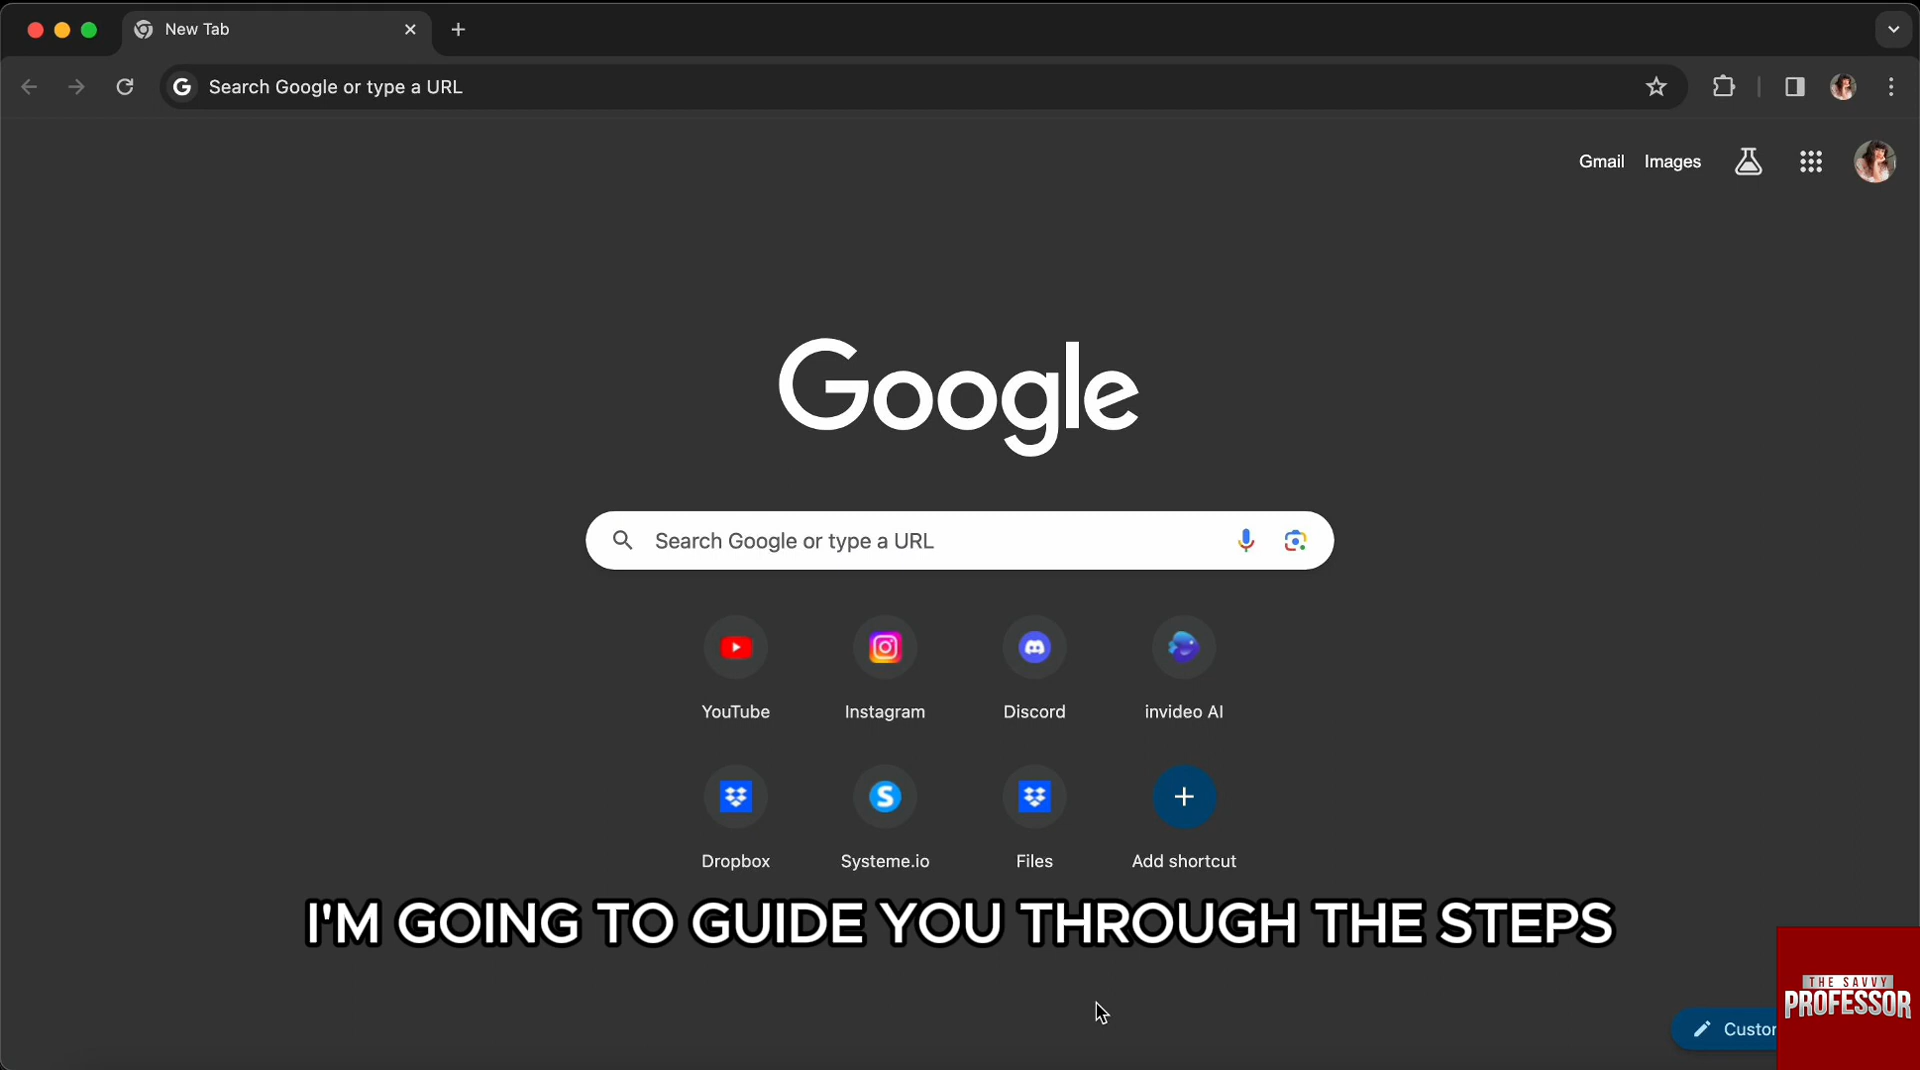 New Tab
Search Google or type a URL
Gmail Images
Google
Search Google or type a URL
YouTube Instagram Discord invideo AI
Dropbox Systeme.io Files Add shortcut
I'M GOING TO GUIDE YOU THROUGH THE STEPS
THE SAVVY
PROFESSOR
Custo